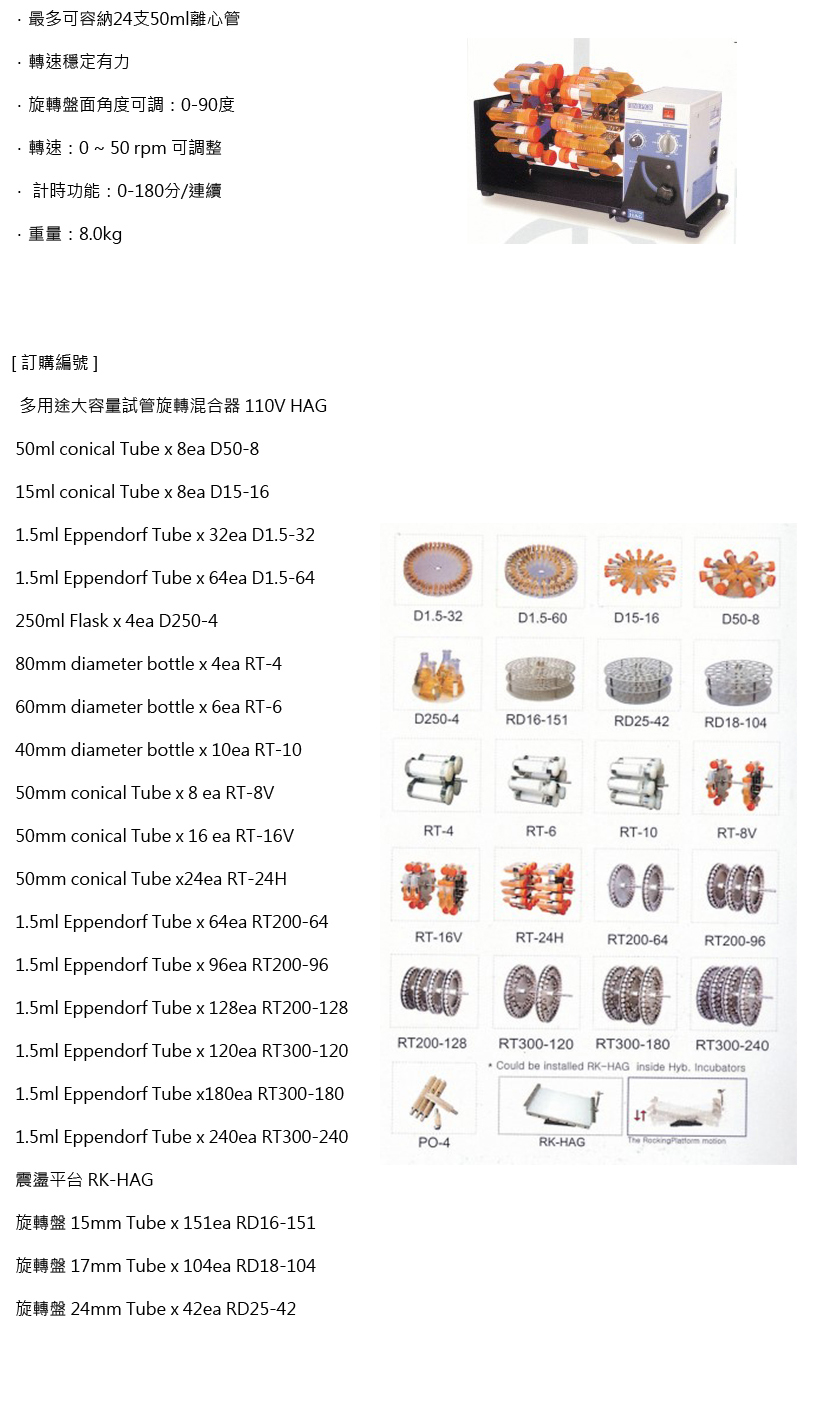 · 最多可容納24支50ml離心管
· 轉速穩定有力
· 旋轉盤面角度可調：0-90度
· 轉速：0 ~ 50 rpm 可調整
· 計時功能：0-180分/連續
· 重量：8.0kg
HAG
[ 訂購編號 ]
多用途大容量試管旋轉混合器 110V HAG
50ml conical Tube x 8ea D50-8
15ml conical Tube x 8ea D15-16
1.5ml Eppendorf Tube x 32ea D1.5-32
1.5ml Eppendorf Tube x 64ea D1.5-64
250ml Flask x 4ea D250-4
80mm diameter bottle x 4ea RT-4
60mm diameter bottle x 6ea RT-6
40mm diameter bottle x 10ea RT-10
50mm conical Tube x 8 ea RT-8V
50mm conical Tube x 16 ea RT-16V
50mm conical Tube x24ea RT-24H
1.5ml Eppendorf Tube x 64ea RT200-64
1.5ml Eppendorf Tube x 96ea RT200-96
1.5ml Eppendorf Tube x 128ea RT200-128
1.5ml Eppendorf Tube x 120ea RT300-120
1.5ml Eppendorf Tube x180ea RT300-180
1.5ml Eppendorf Tube x 240ea RT300-240
震盪平台 RK-HAG
旋轉盤 15mm Tube x 151ea RD16-151
旋轉盤 17mm Tube x 104ea RD18-104
旋轉盤 24mm Tube x 42ea RD25-42
D1.5-32 D1.5-60 D15-16 D50-8
D250-4 RD16-151 RD25-42 RD18-104
RT-4 RT-6 RT-10 RT-8V
RT-16V RT-24H RT200-64 RT200-96
RT200-128 RT300-120 RT300-180 RT300-240
* Could be installed RK-HAG inside Hyb. Incubators
PO-4 RK-HAG The RockingPlatform motion